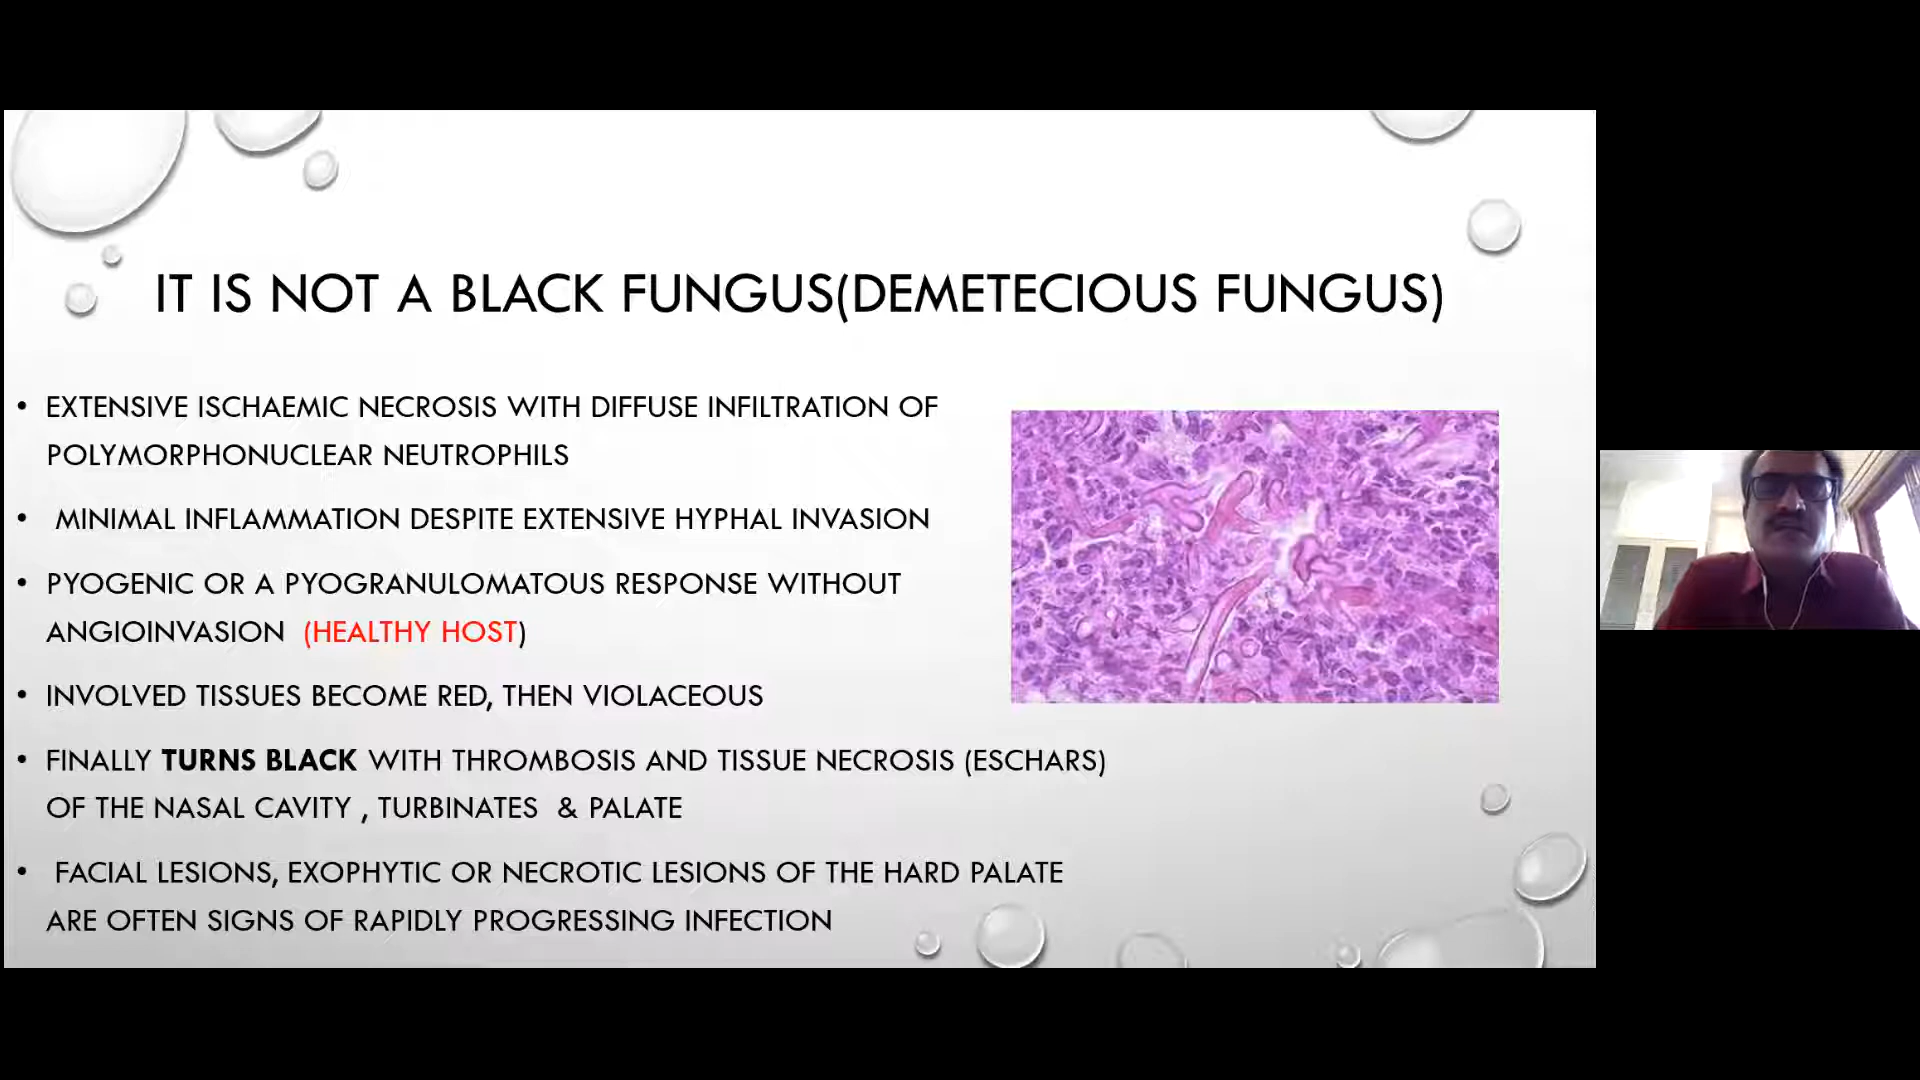 IT IS NOT A BLACK FUNGUS(DEMETECIOUS FUNGUS)
• EXTENSIVE ISCHAEMIC NECROSIS WITH DIFFUSE INFILTRATION OF
POLYMORPHONUCLEAR NEUTROPHILS
• MINIMAL INFLAMMATION DESPITE EXTENSIVE HYPHAL INVASION
• PYOGENIC OR A PYOGRANULOMATOUS RESPONSE WITHOUT
ANGIOINVASION (HEALTHY HOST)
• INVOLVED TISSUES BECOME RED, THEN VIOLACEOUS
• FINALLY TURNS BLACK WITH THROMBOSIS AND TISSUE NECROSIS (ESCHARS)
OF THE NASAL CAVITY , TURBINATES & PALATE
• FACIAL LESIONS, EXOPHYTIC OR NECROTIC LESIONS OF THE HARD PALATE
ARE OFTEN SIGNS OF RAPIDLY PROGRESSING INFECTION